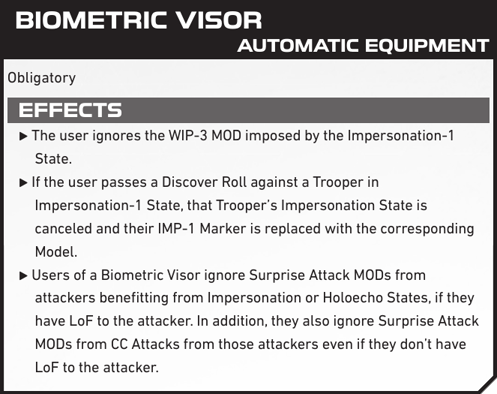 BIOMETRIC VISOR
AUTOMATIC EQUIPMENT
Obligatory
EFFECTS
► The user ignores the WIP-3 MOD imposed by the Impersonation-1
State.
► If the user passes a Discover Roll against a Trooper in
Impersonation-1 State, that Trooper's Impersonation State is
canceled and their IMP-1 Marker is replaced with the corresponding
Model.
► Users of a Biometric Visor ignore Surprise Attack MODs from
attackers benefitting from Impersonation or Holoecho States, if they
have LoF to the attacker. In addition, they also ignore Surprise Attack
MODs from CC Attacks from those attackers even if they don't have
LoF to the attacker.